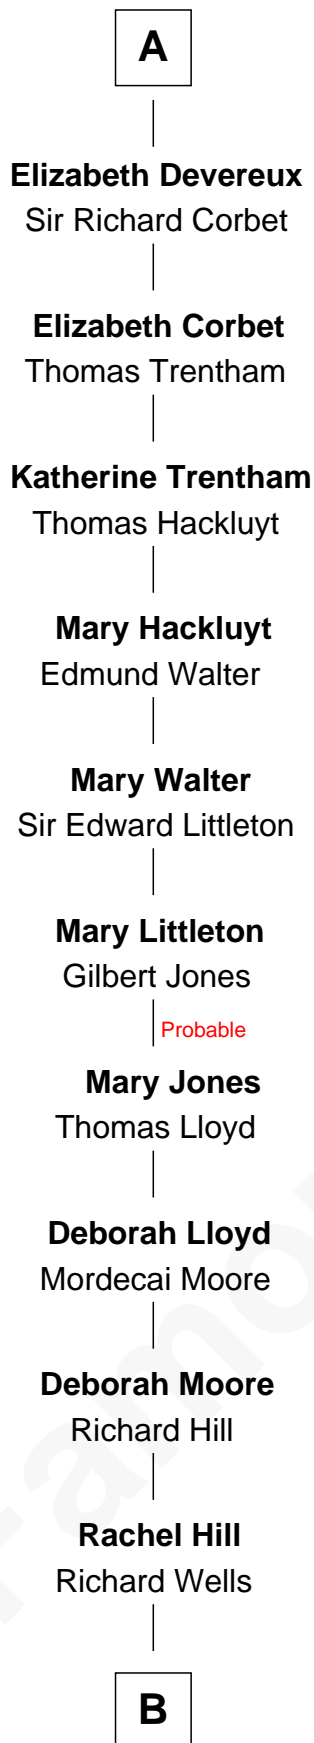 A
Elizabeth Devereux
Sir Richard Corbet
Elizabeth Corbet
Thomas Trentham
Katherine Trentham
Thomas Hackluyt
Mary Hackluyt
Edmund Walter
Mary Walter
Sir Edward Littleton
Mary Littleton
Gilbert Jones
Probable
Mary Jones
Thomas Lloyd
Deborah Lloyd
Mordecai Moore
Deborah Moore
Richard Hill
Rachel Hill
Richard Wells
B